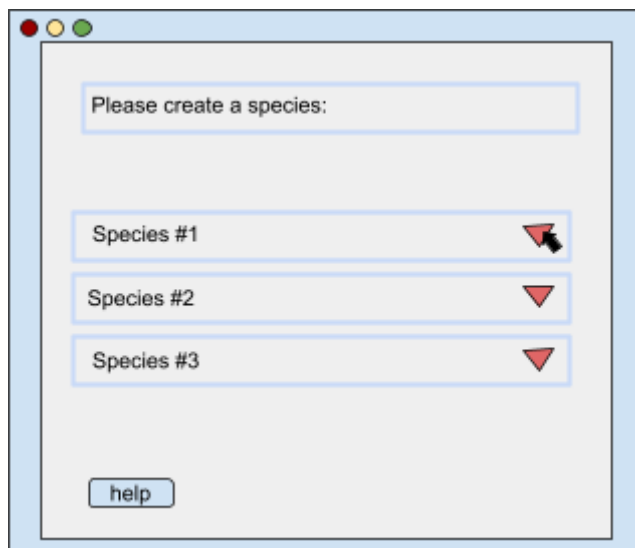 Please create a species:
Species #1
Species #2
Species #3
help